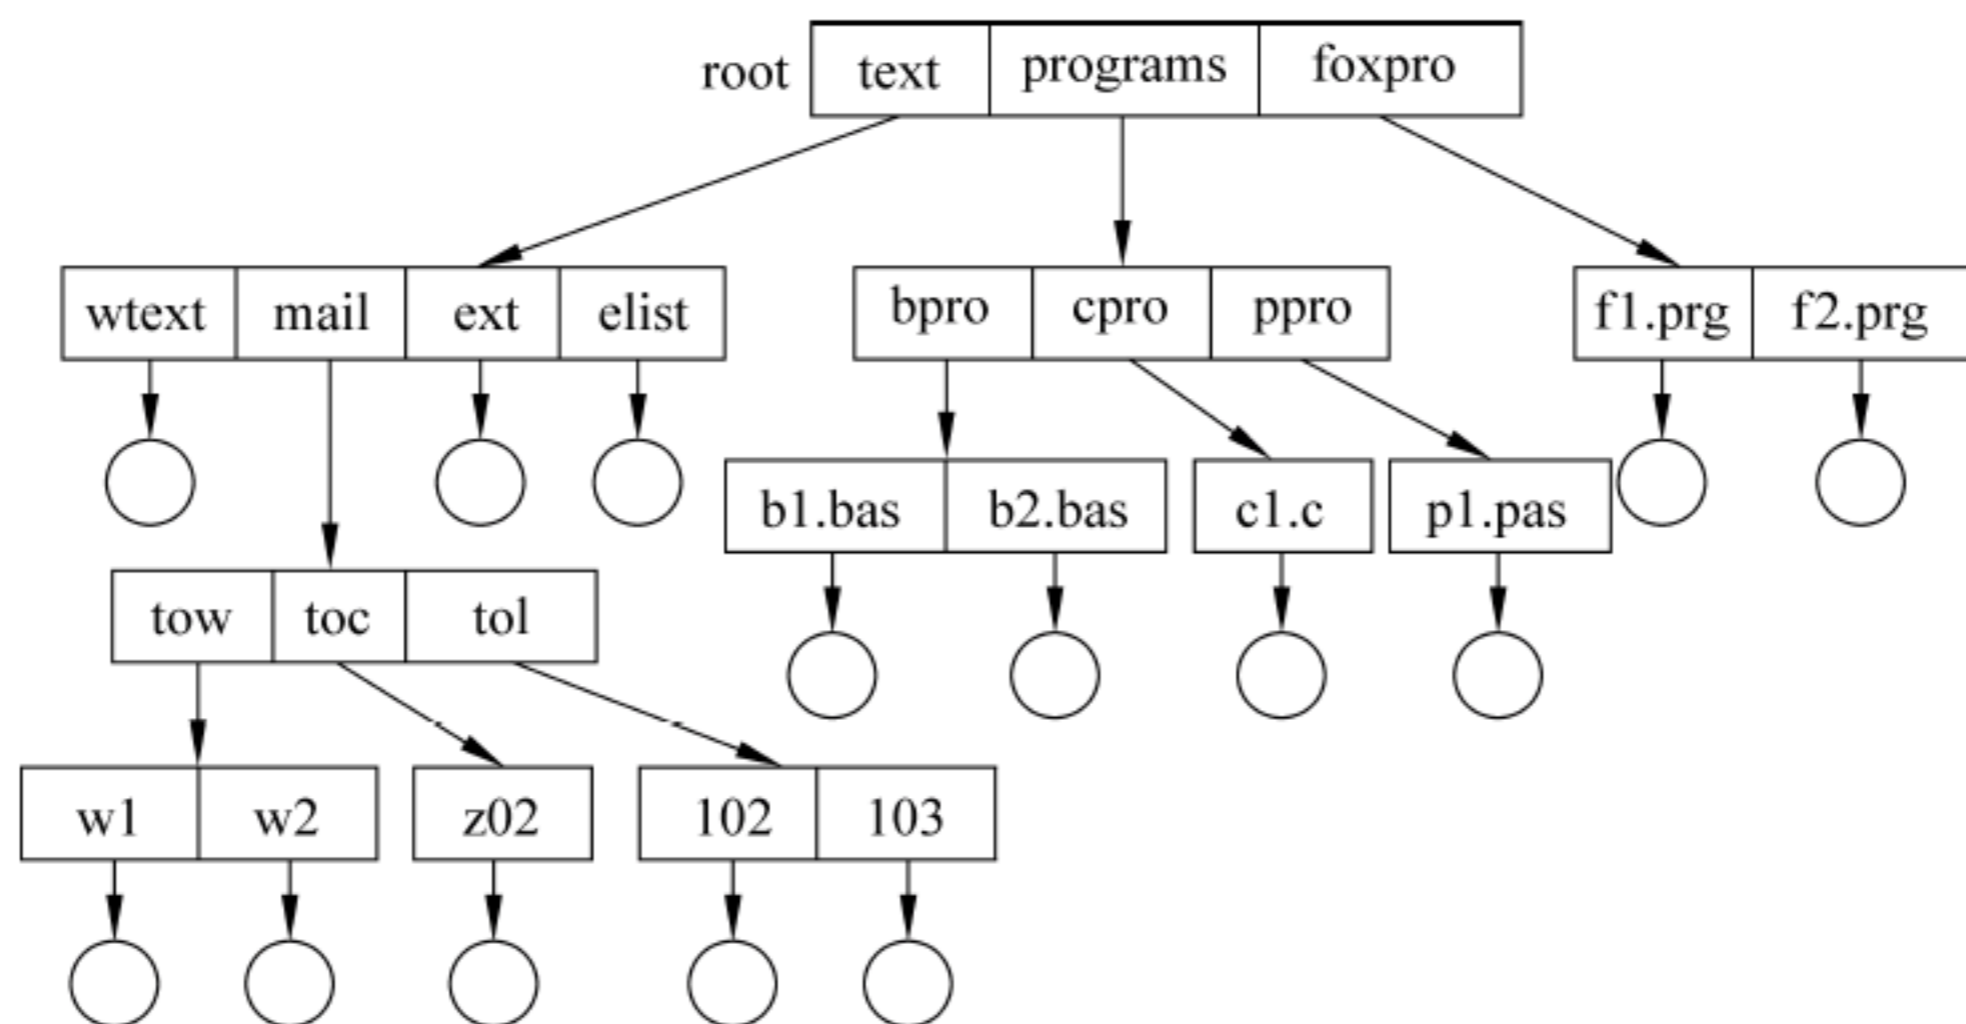 root text programs foxpro
wtext mail ext elist bpro cpro ppro f1.prg f2.prg
b1.bas b2.bas c1.c p1.pas
tow toc tol
w1 w2 z02 102 103